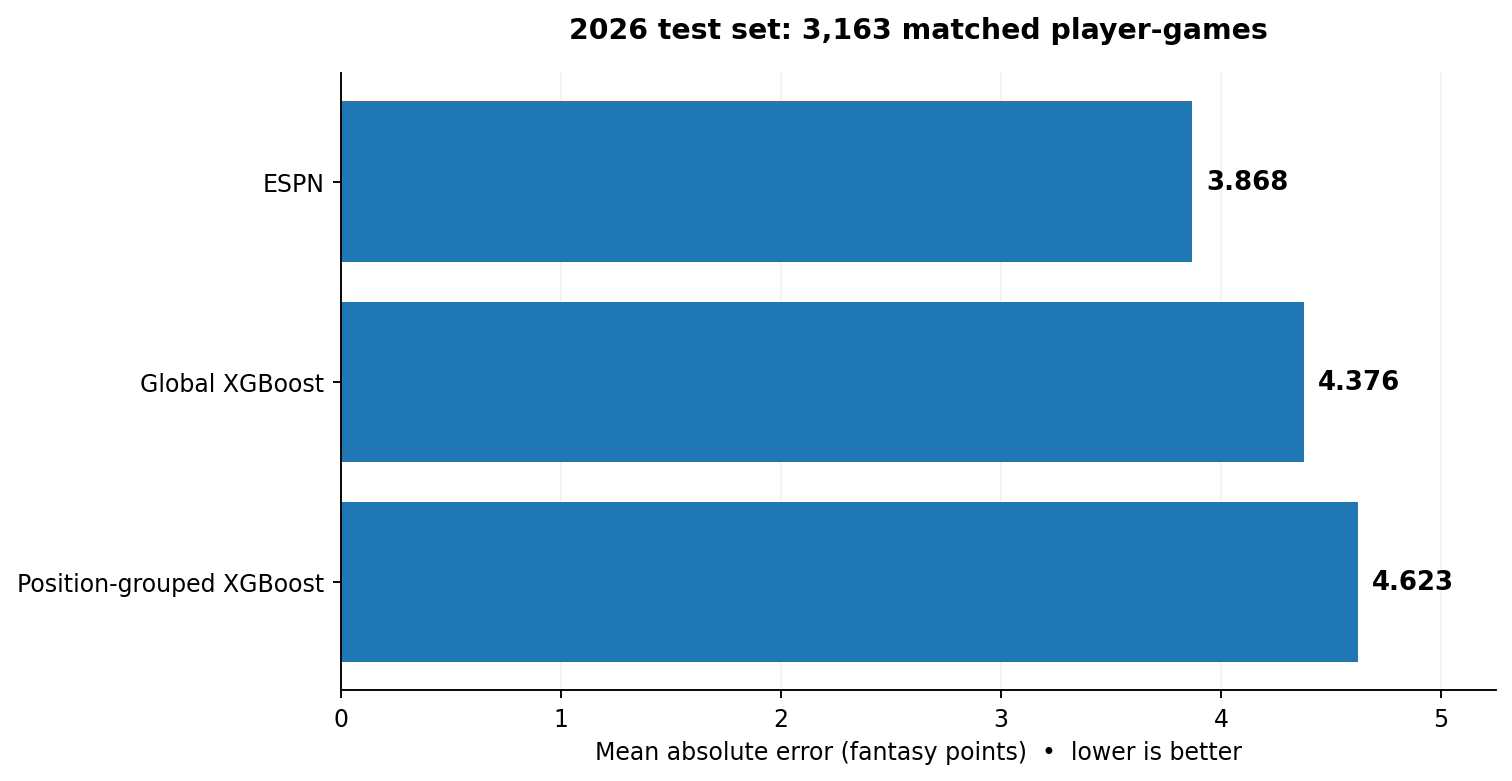 2026 test set: 3,163 matched player-games
ESPN
3.868
Global XGBoost
4.376
Position-grouped XGBoost
4.623
0 1 2 3 4 5
Mean absolute error (fantasy points) • lower is better